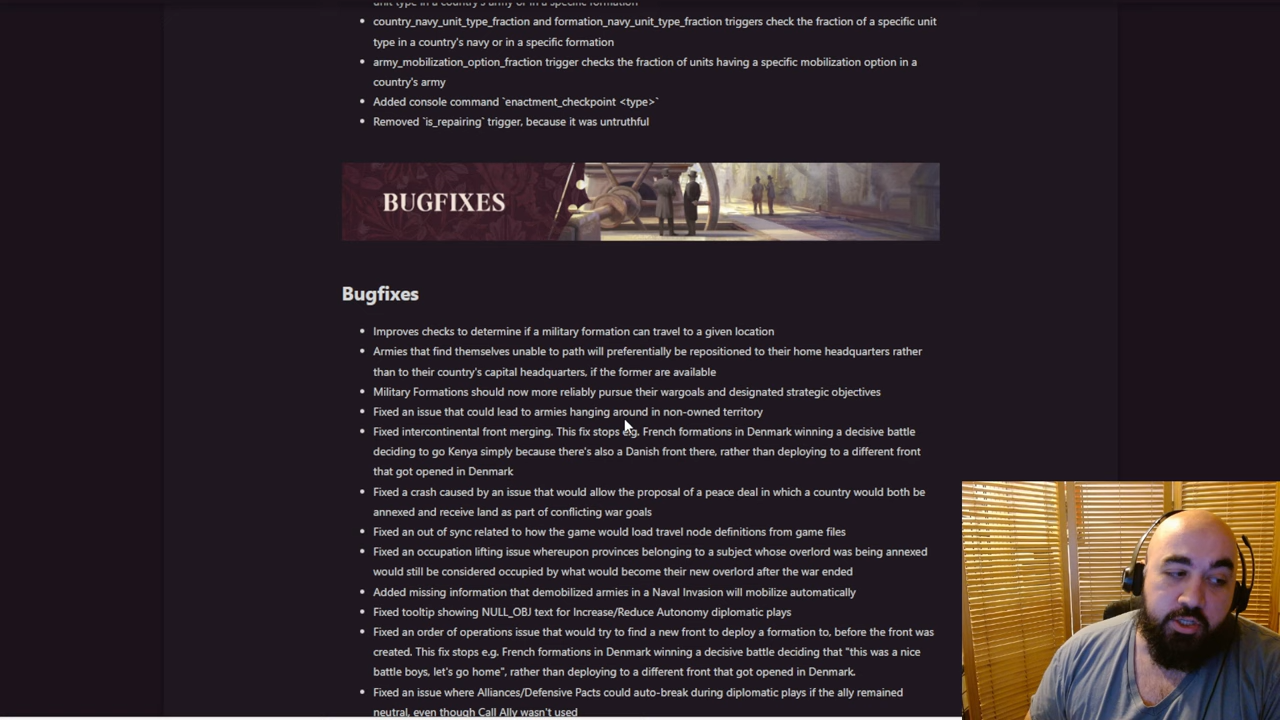 unit type in a country's army or in a specific formation
country_navy_unit_type_fraction and formation_navy_unit_type_fraction triggers check the fraction of a specific unit
type in a country's navy or in a specific formation
army_mobilization_option_fraction trigger checks the fraction of units having a specific mobilization option in a
country's army
Added console command `enactment_checkpoint <type>`
Removed `is_repairing` trigger, because it was untruthful
BUGFIXES
Bugfixes
Improves checks to determine if a military formation can travel to a given location
Armies that find themselves unable to path will preferentially be repositioned to their home headquarters rather
than to their country's capital headquarters, if the former are available
Military Formations should now more reliably pursue their wargoals and designated strategic objectives
Fixed an issue that could lead to armies hanging around in non-owned territory
Fixed intercontinental front merging. This fix stops e.g. French formations in Denmark winning a decisive battle
deciding to go Kenya simply because there's also a Danish front there, rather than deploying to a different front
that got opened in Denmark
Fixed a crash caused by an issue that would allow the proposal of a peace deal in which a country would both be
annexed and receive land as part of conflicting war goals
Fixed an out of sync related to how the game would load travel node definitions from game files
Fixed an occupation lifting issue whereupon provinces belonging to a subject whose overlord was being annexed
would still be considered occupied by what would become their new overlord after the war ended
Added missing information that demobilized armies in a Naval Invasion will mobilize automatically
Fixed tooltip showing NULL_OBJ text for Increase/Reduce Autonomy diplomatic plays
Fixed an order of operations issue that would try to find a new front to deploy a formation to, before the front was
created. This fix stops e.g. French formations in Denmark winning a decisive battle deciding that "this was a nice
battle boys, let's go home", rather than deploying to a different front that got opened in Denmark.
Fixed an issue where Alliances/Defensive Pacts could auto-break during diplomatic plays if the ally remained
neutral, even though Call Ally wasn't used